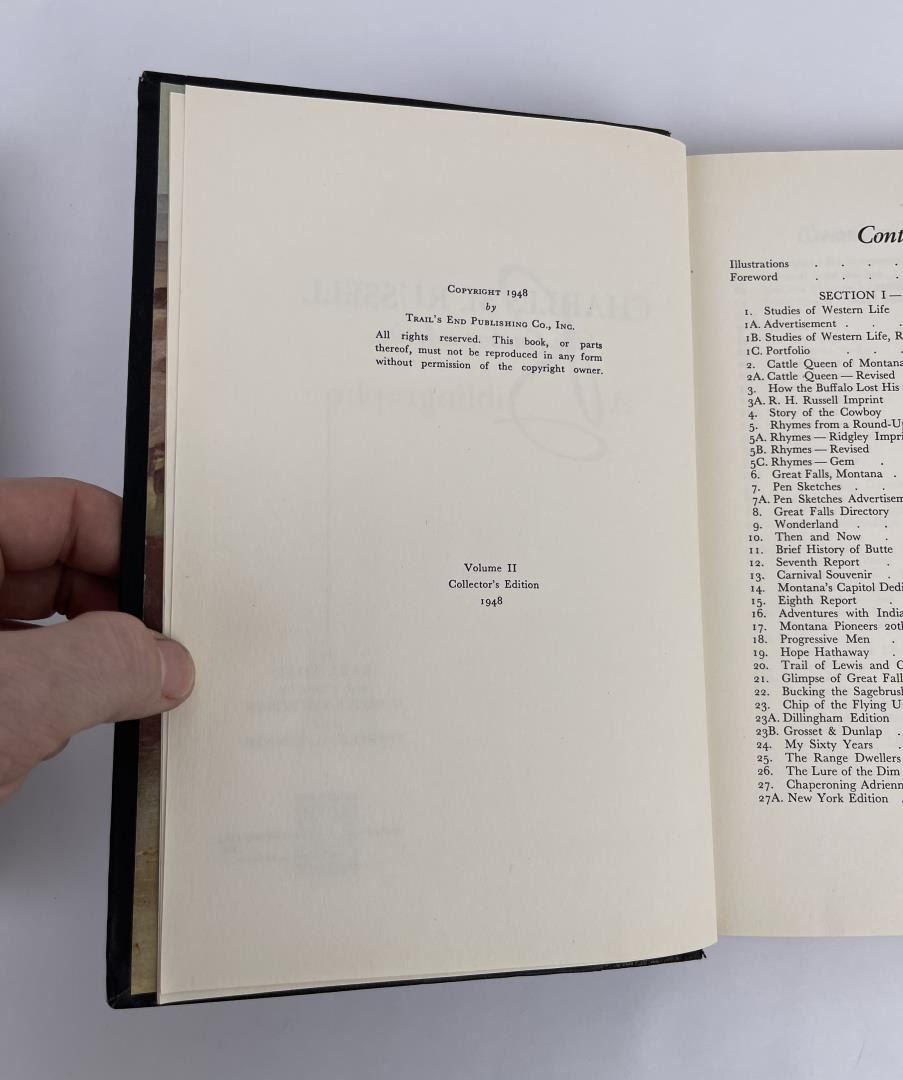 COPYRIGHT 1948
by
TRAIL'S END PUBLISHING CO., INC.
All rights reserved. This book, or parts
thereof, must not be reproduced in any form
without permission of the copyright owner.
Volume II
Collector's Edition
1948
Cont
Illustrations . . . .
Foreword . . . .
SECTION I —
1. Studies of Western Life
1A. Advertisement . . .
1B. Studies of Western Life, R
1C. Portfolio . . .
2. Cattle Queen of Montana
2A. Cattle Queen — Revised
3. How the Buffalo Lost His
3A. R. H. Russell Imprint
4. Story of the Cowboy
5. Rhymes from a Round-U
5A. Rhymes — Ridgley Impri
5B. Rhymes — Revised
5C. Rhymes — Gem .
6. Great Falls, Montana .
7. Pen Sketches . .
7A. Pen Sketches Advertisem
8. Great Falls Directory
9. Wonderland . .
10. Then and Now .
11. Brief History of Butte
12. Seventh Report .
13. Carnival Souvenir .
14. Montana's Capitol Dedi
15. Eighth Report .
16. Adventures with India
17. Montana Pioneers 20th
18. Progressive Men .
19. Hope Hathaway .
20. Trail of Lewis and C
21. Glimpse of Great Fall
22. Bucking the Sagebrush
23. Chip of the Flying U
23A. Dillingham Edition
23B. Grosset & Dunlap .
24. My Sixty Years .
25. The Range Dwellers
26. The Lure of the Dim
27. Chaperoning Adrienn
27A. New York Edition .